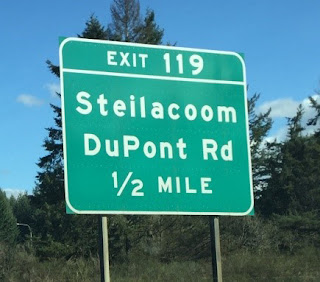 EXIT 119
Steilacoom
DuPont Rd
1/2 MILE